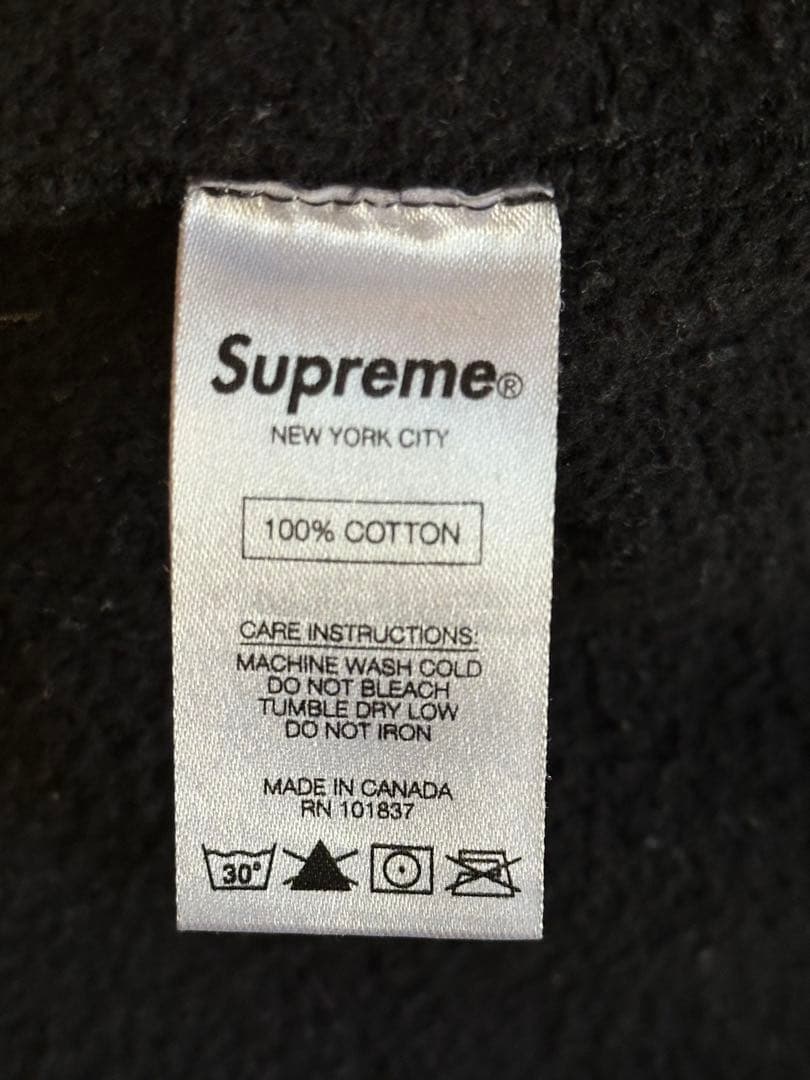 Supreme®
NEW YORK CITY
100% COTTON
CARE INSTRUCTIONS:
MACHINE WASH COLD
DO NOT BLEACH
TUMBLE DRY LOW
DO NOT IRON
MADE IN CANADA
RN 101837
30°